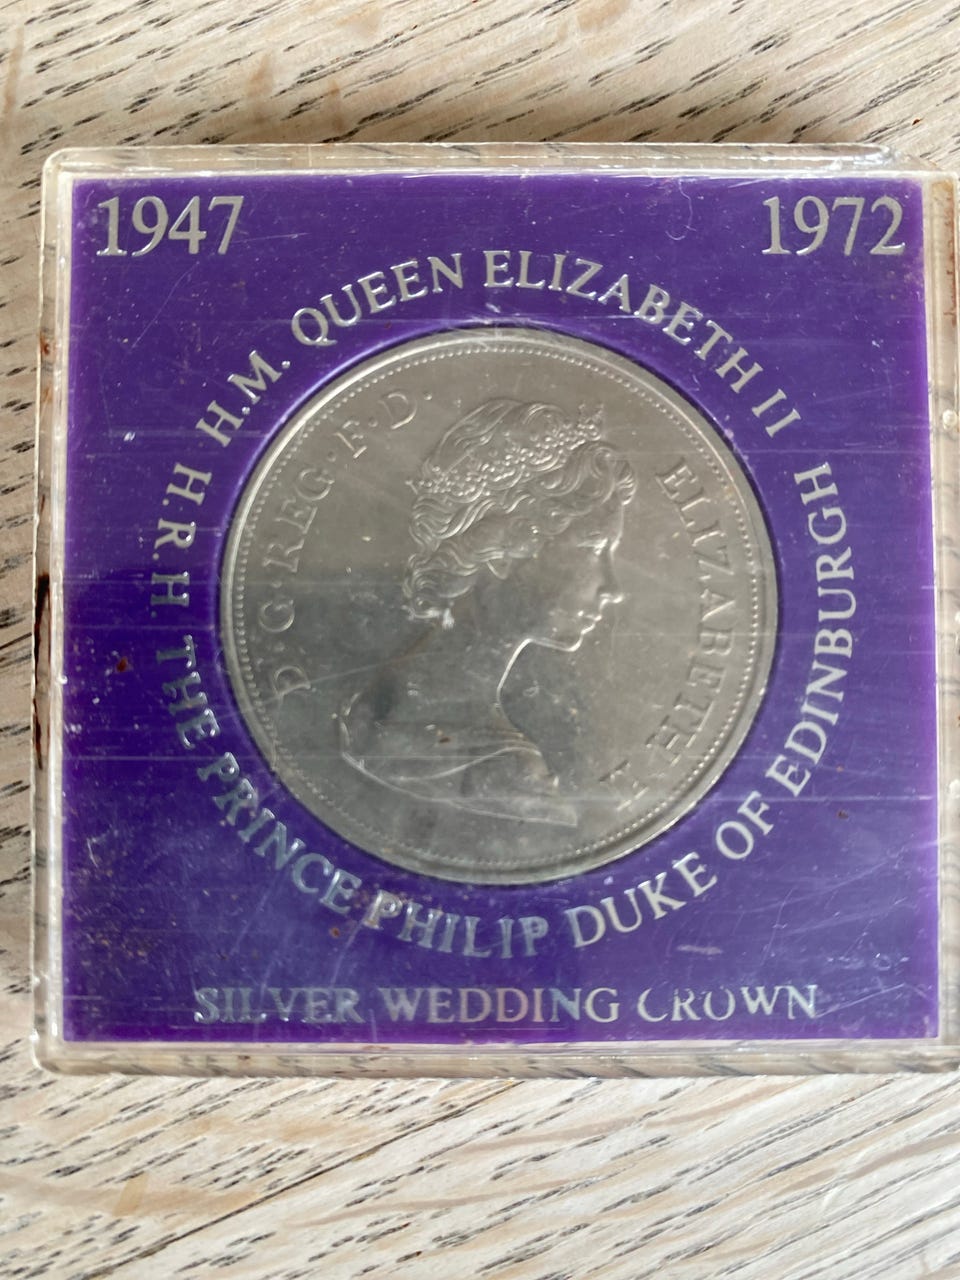 1947
1972
H.M. QUEEN ELIZABETH II
H.R.H. THE PRINCE PHILIP DUKE OF EDINBURGH
D·G·REG·F·D·
ELIZABETH II
SILVER WEDDING CROWN